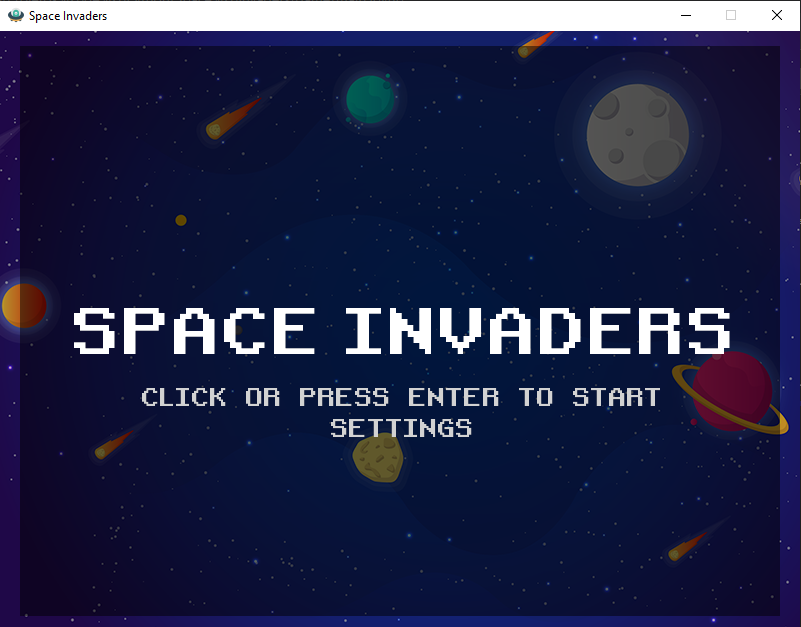 Space Invaders
SPACE INVADERS
CLICK OR PRESS ENTER TO START
SETTINGS